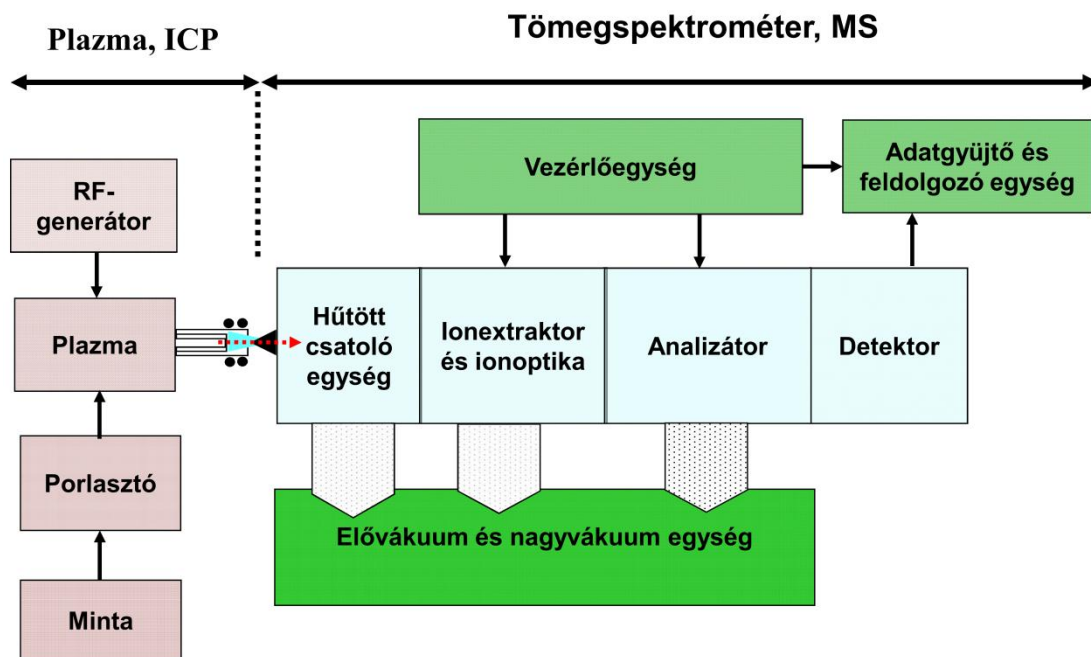 Plazma, ICP
Tömegspektrométer, MS
Vezérlőegység
Adatgyüjtő és
feldolgozó egység
RF-
generátor
Plazma
Hűtött
csatoló
egység
Ionextraktor
és ionoptika
Analizátor
Detektor
Porlasztó
Elővákuum és nagyvákuum egység
Minta